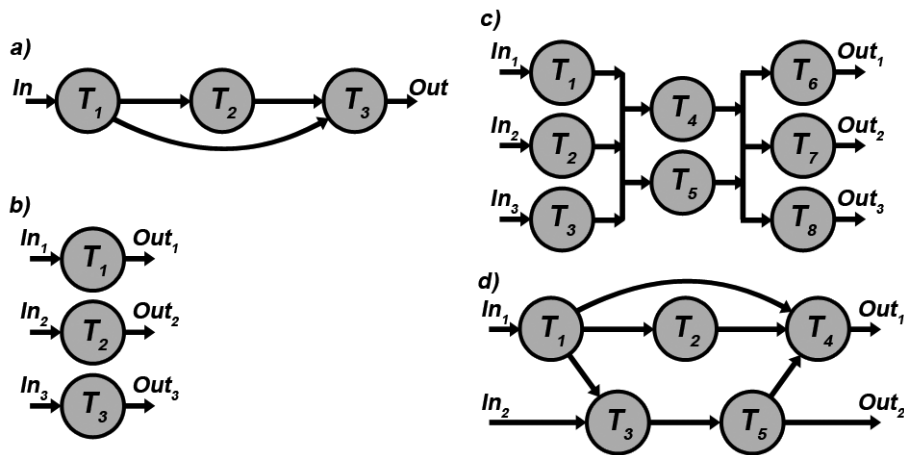 a)
In T₁ T₂ T₃ Out
b)
In₁ T₁ Out₁
In₂ T₂ Out₂
In₃ T₃ Out₃
c)
In₁ T₁ T₆ Out₁
T₄
In₂ T₂ T₇ Out₂
T₅
In₃ T₃ T₈ Out₃
d)
In₁ T₁ T₂ T₄ Out₁
In₂ T₃ T₅ Out₂